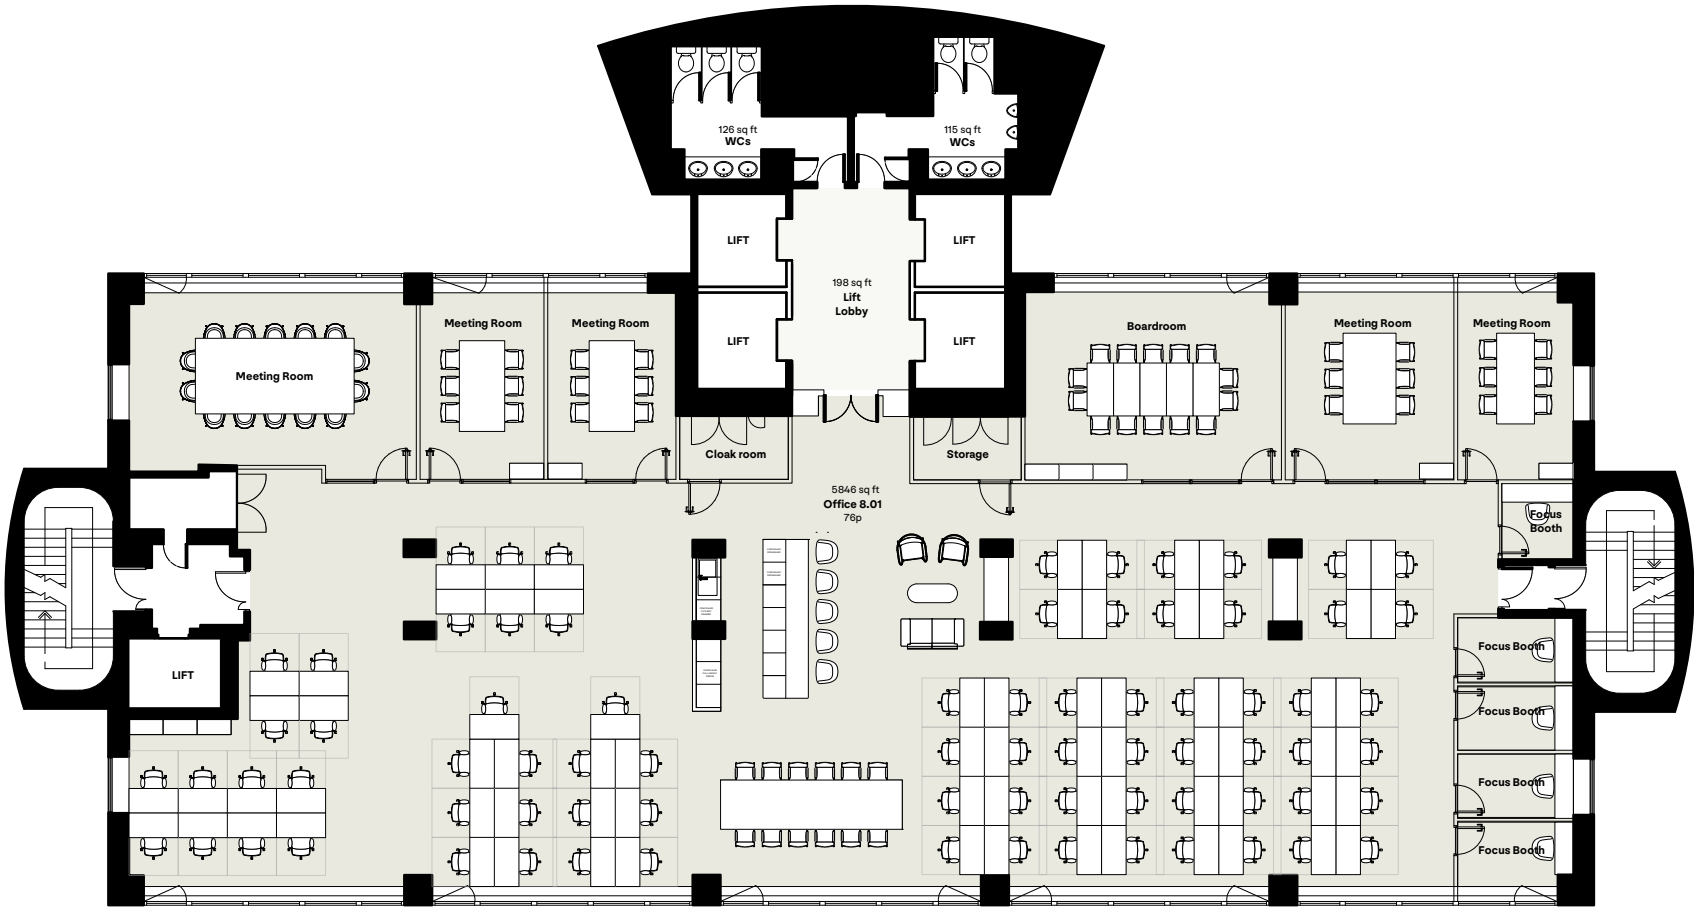 126 sq ft
WCs
115 sq ft
WCs
LIFT
LIFT
198 sq ft
Lift
Lobby
LIFT
LIFT
Meeting Room
Meeting Room
Meeting Room
Boardroom
Meeting Room
Meeting Room
Cloak room
Storage
5846 sq ft
Office 8.01
76p
Focus
Booth
LIFT
Focus Booth
Focus Booth
Focus Booth
Focus Booth